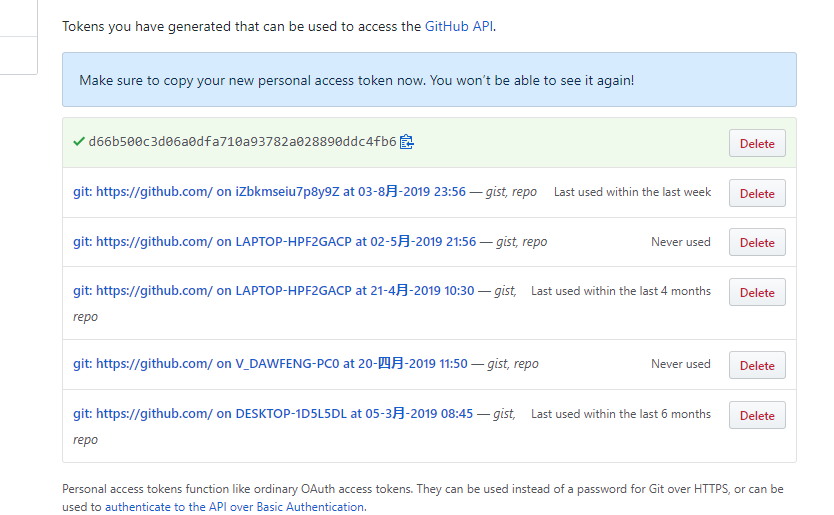 Tokens you have generated that can be used to access the GitHub API.
Make sure to copy your new personal access token now. You won't be able to see it again!
d66b500c3d06a0dfa710a93782a028890ddc4fb6 Delete
git: https://github.com/ on iZbkmseiu7p8y9Z at 03-8月-2019 23:56 — gist, repo Last used within the last week Delete
git: https://github.com/ on LAPTOP-HPF2GACP at 02-5月-2019 21:56 — gist, repo Never used Delete
git: https://github.com/ on LAPTOP-HPF2GACP at 21-4月-2019 10:30 — gist, Last used within the last 4 months Delete
repo
git: https://github.com/ on V_DAWFENG-PC0 at 20-四月-2019 11:50 — gist, repo Never used Delete
git: https://github.com/ on DESKTOP-1D5L5DL at 05-3月-2019 08:45 — gist, Last used within the last 6 months Delete
repo
Personal access tokens function like ordinary OAuth access tokens. They can be used instead of a password for Git over HTTPS, or can be
used to authenticate to the API over Basic Authentication.